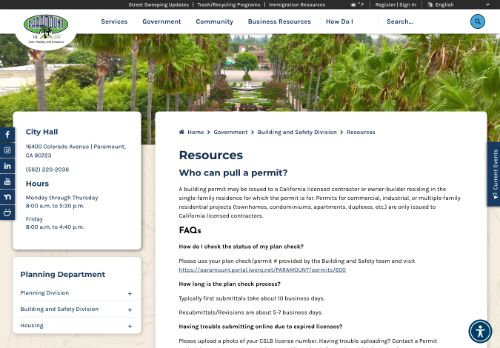 Street Sweeping Updates | Trash/Recycling Programs | Immigration Resources
° F | Register | Sign In | English
PARAMOUNT
Services Government Community Business Resources How Do I Search...
City Hall
16400 Colorado Avenue | Paramount,
CA 90723
(562) 220-2036
Hours
Monday through Thursday
8:00 a.m. to 5:30 p.m.
Friday
8:00 a.m. to 4:40 p.m.
Planning Department
Planning Division +
Building and Safety Division +
Housing +
Home > Government > Building and Safety Division > Resources
Resources
Who can pull a permit?
A building permit may be issued to a California licensed contractor or owner-builder residing in the
single-family residence for which the permit is for. Permits for commercial, industrial, or multiple-family
residential projects (townhomes, condominiums, apartments, duplexes, etc.) are only issued to
California licensed contractors.
FAQs
How do I check the status of my plan check?
Please use your plan check/permit # provided by the Building and Safety team and visit
https://paramount.portal.iworq.net/PARAMOUNT/permits/600
How long is the plan check process?
Typically first submittals take about 10 business days.
Resubmittals/Revisions are about 5-7 business days.
Having trouble submitting online due to expired licenses?
Please upload a photo of your CSLB license number. Having trouble uploading? Contact a Permit
Current Events